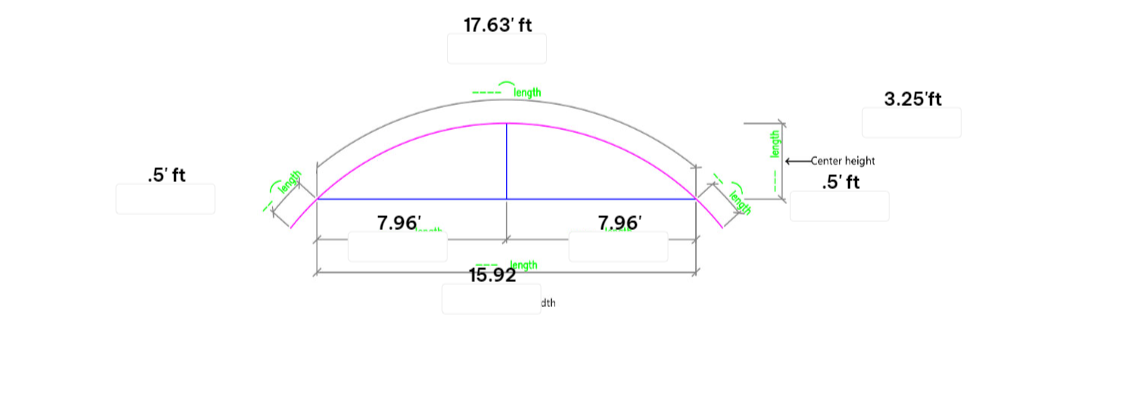 17.63' ft
length
3.25'ft
length
Center height
.5' ft
length
.5' ft
length
7.96'
7.96'
length
15.92
dth